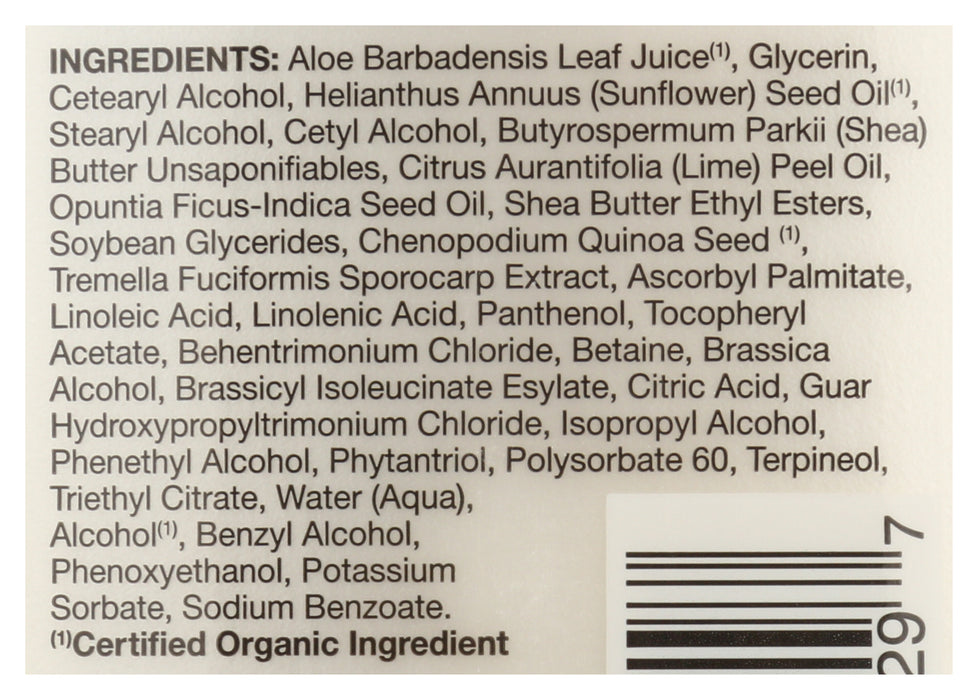 INGREDIENTS: Aloe Barbadensis Leaf Juice⁽¹⁾, Glycerin,
Cetearyl Alcohol, Helianthus Annuus (Sunflower) Seed Oil⁽¹⁾,
Stearyl Alcohol, Cetyl Alcohol, Butyrospermum Parkii (Shea)
Butter Unsaponifiables, Citrus Aurantifolia (Lime) Peel Oil,
Opuntia Ficus-Indica Seed Oil, Shea Butter Ethyl Esters,
Soybean Glycerides, Chenopodium Quinoa Seed ⁽¹⁾,
Tremella Fuciformis Sporocarp Extract, Ascorbyl Palmitate,
Linoleic Acid, Linolenic Acid, Panthenol, Tocopheryl
Acetate, Behentrimonium Chloride, Betaine, Brassica
Alcohol, Brassicyl Isoleucinate Esylate, Citric Acid, Guar
Hydroxypropyltrimonium Chloride, Isopropyl Alcohol,
Phenethyl Alcohol, Phytantriol, Polysorbate 60, Terpineol,
Triethyl Citrate, Water (Aqua),
Alcohol⁽¹⁾, Benzyl Alcohol,
Phenoxyethanol, Potassium
Sorbate, Sodium Benzoate.
⁽¹⁾Certified Organic Ingredient
29 7